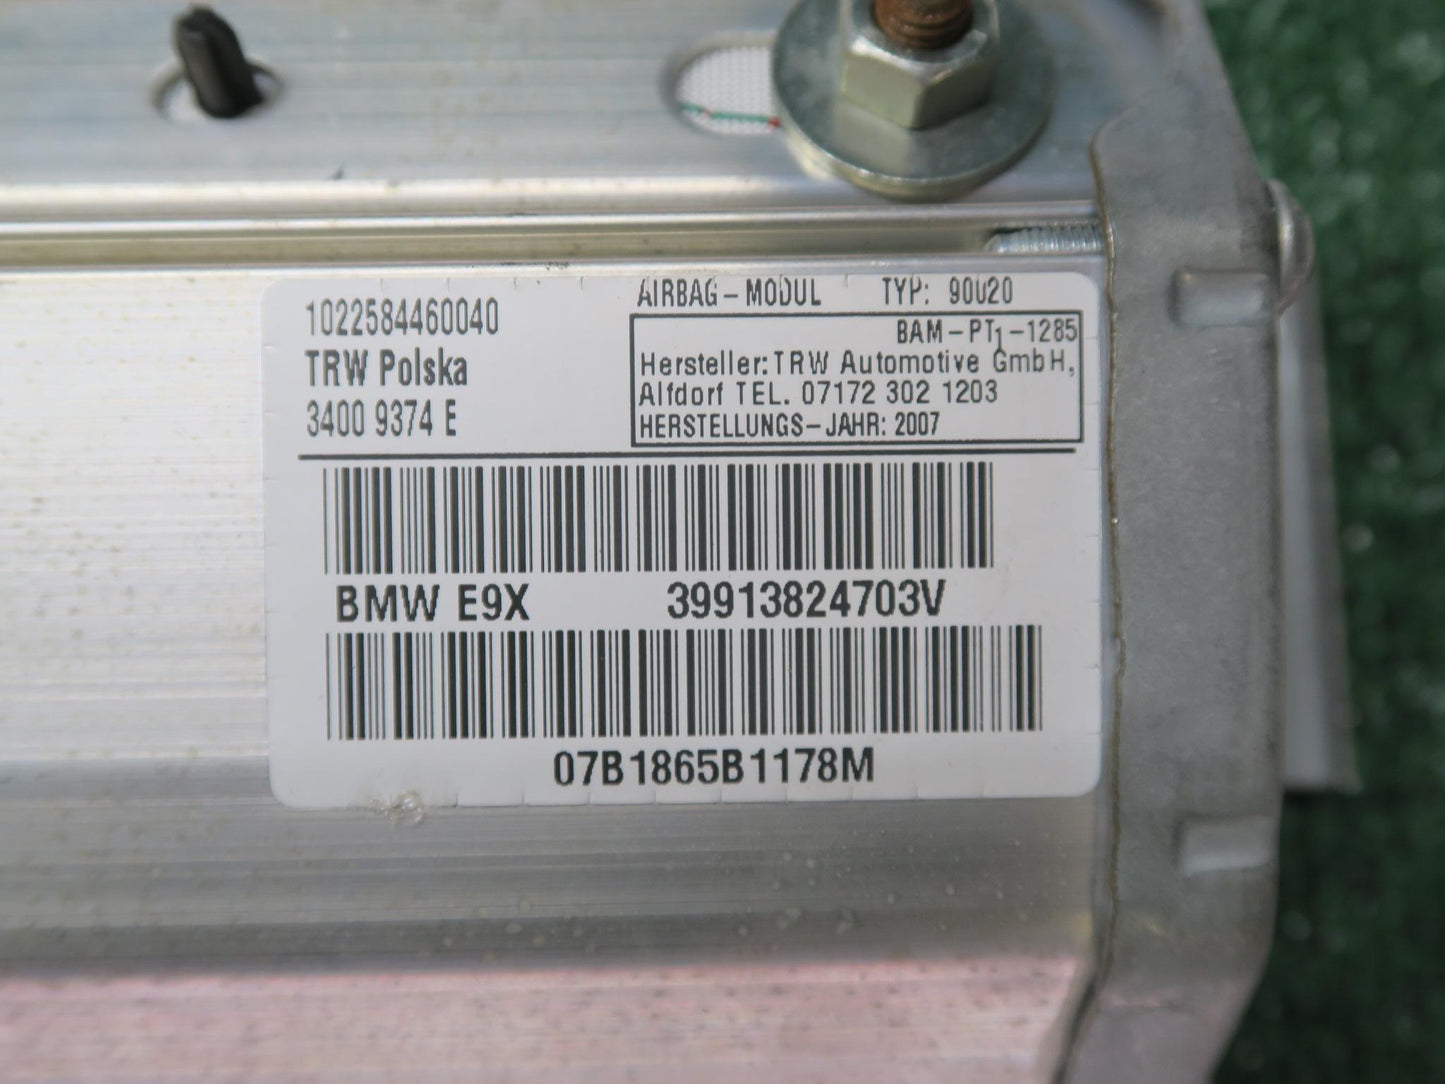 1022584460040
TRW Polska
3400 9374 E
AIRBAG-MODUL TYP: 90020
BAM-PT1-1285
Hersteller: TRW Automotive GmbH,
Alfdorf TEL. 07172 302 1203
HERSTELLUNGS-JAHR: 2007
BMW E9X 39913824703V
07B1865B1178M